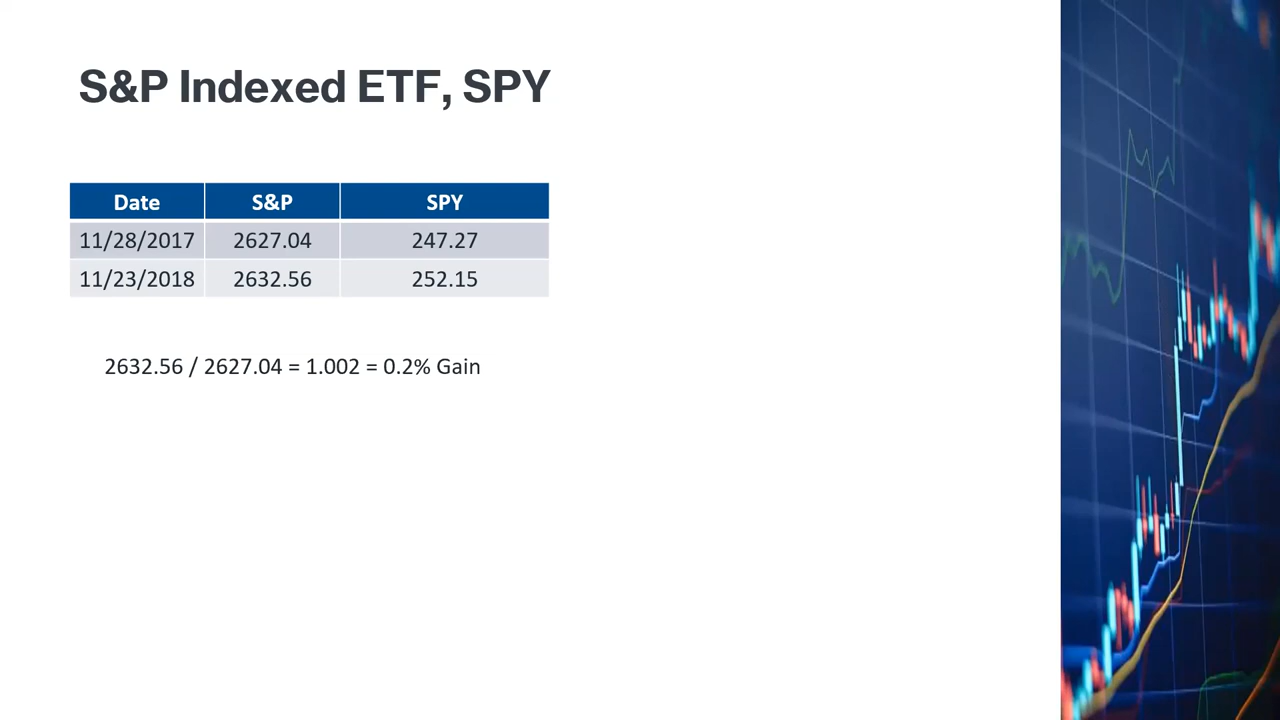 S&P Indexed ETF, SPY
Date S&P SPY
11/28/2017 2627.04 247.27
11/23/2018 2632.56 252.15
2632.56 / 2627.04 = 1.002 = 0.2% Gain